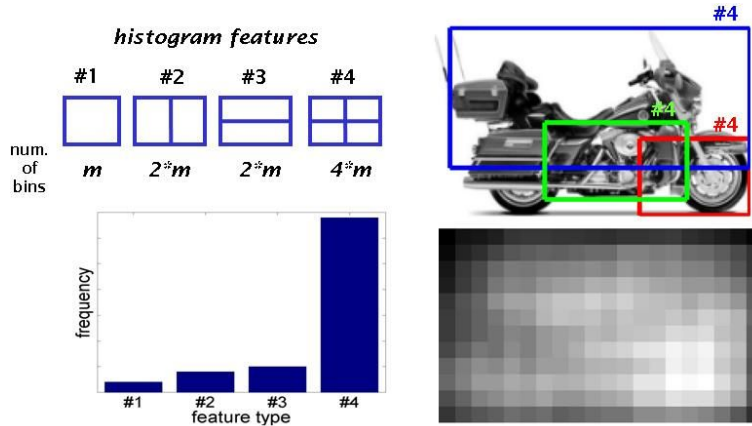 histogram features
#1 #2 #3 #4
num.
of
bins
m 2*m 2*m 4*m
frequency
#1 #2 #3 #4
feature type
#4
#4
#4